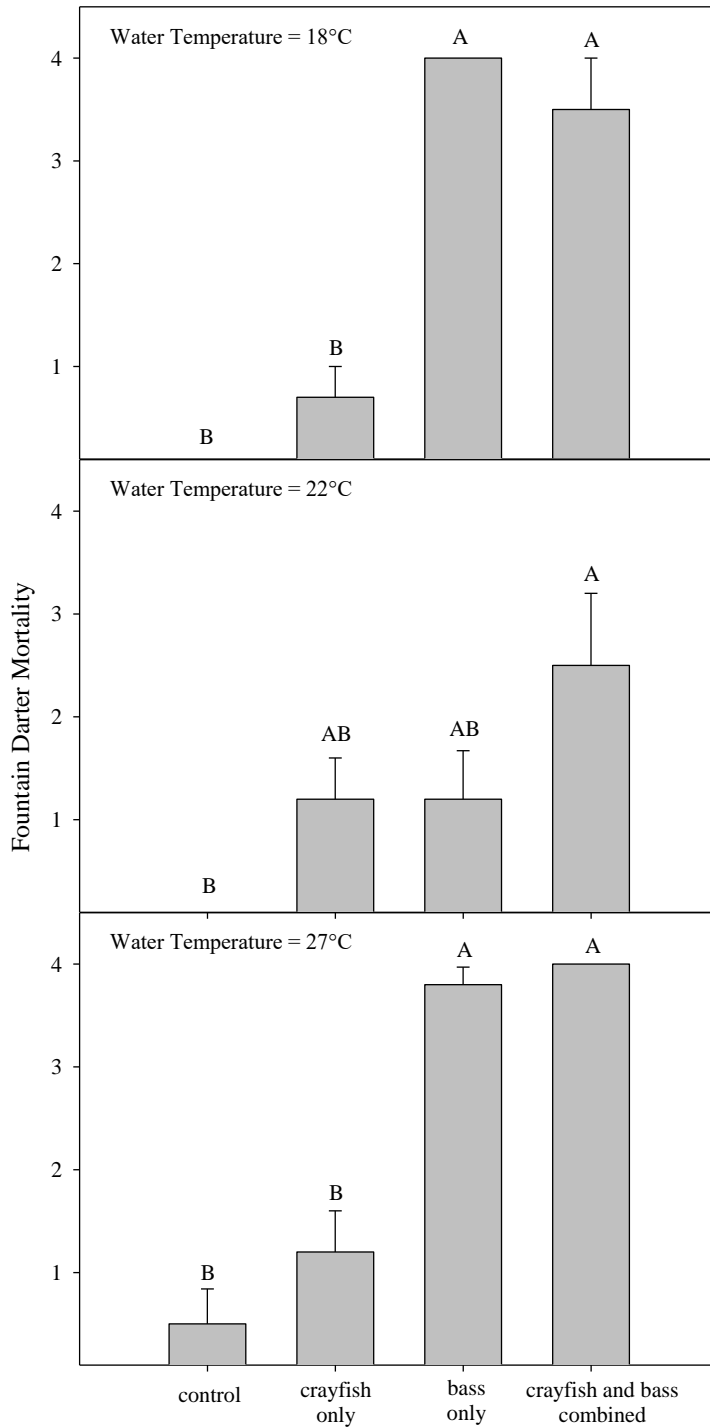 Water Temperature = 18°C
4
3
2
1
B
B
A
A
Water Temperature = 22°C
4
3
2
1
B
AB
AB
A
Fountain Darter Mortality
Water Temperature = 27°C
4
3
2
1
B
B
A
A
control
crayfish
only
bass
only
crayfish and bass
combined